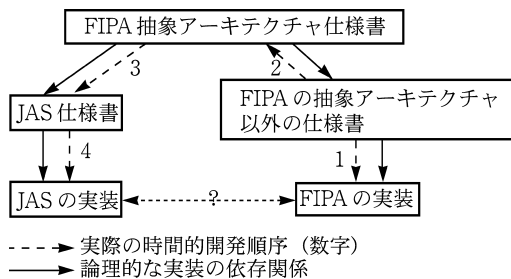 FIPA 抽象アーキテクチャ仕様書
3
2
JAS 仕様書
FIPA の抽象アーキテクチャ
以外の仕様書
4
1
JAS の実装
?
FIPA の実装
実際の時間的開発順序（数字）
論理的な実装の依存関係